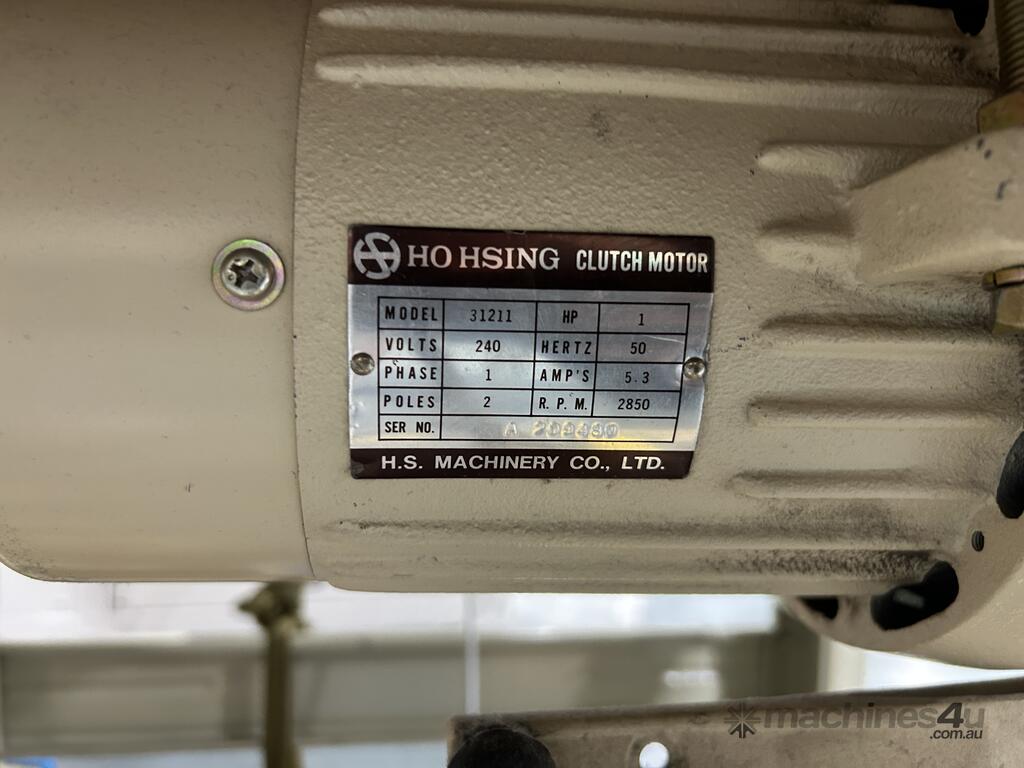 HO HSING CLUTCH MOTOR
MODEL 31211 HP 1
VOLTS 240 HERTZ 50
PHASE 1 AMP'S 5.3
POLES 2 R.P.M. 2850
SER NO. A
H.S. MACHINERY CO., LTD.
machines4u
.com.au